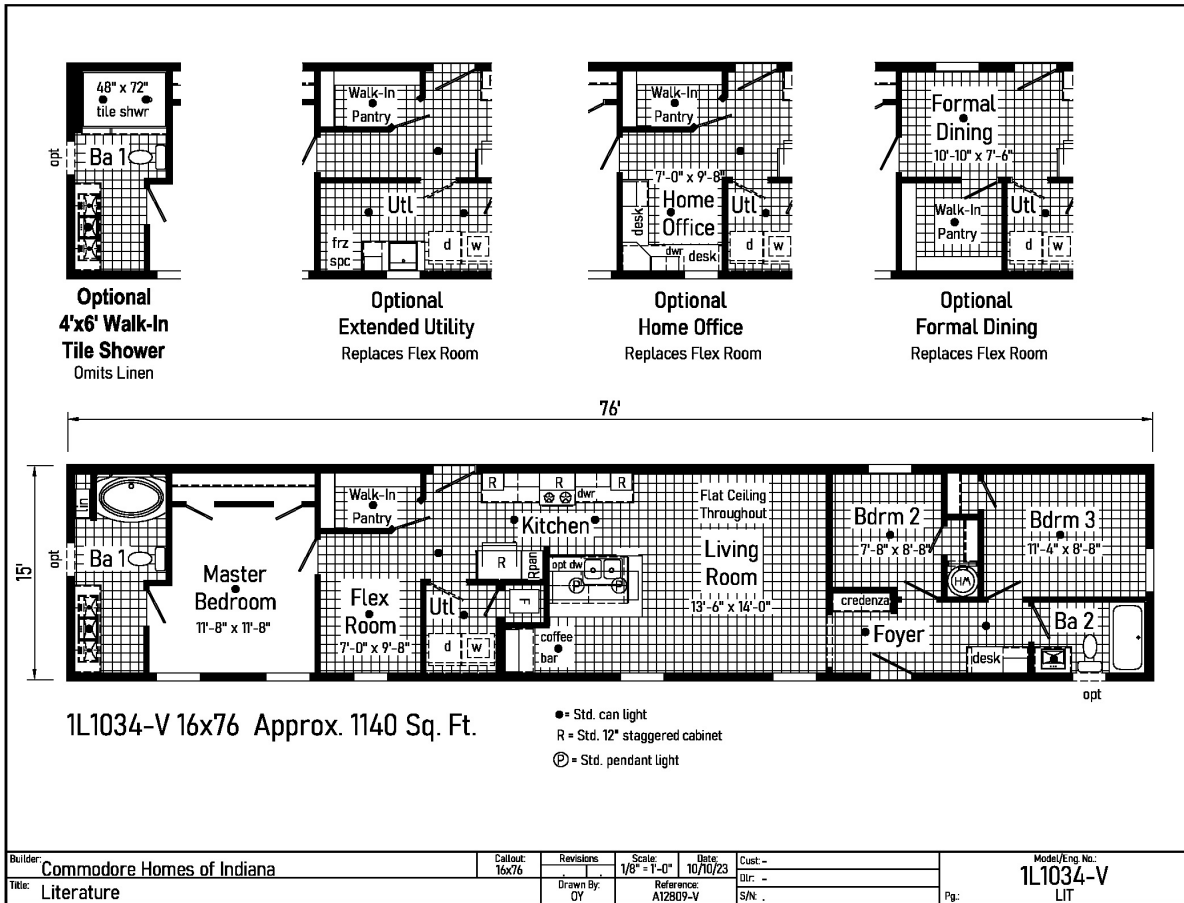 48" x 72"
tile shwr
opt
Ba 1
Optional
4'x6' Walk-In
Tile Shower
Omits Linen
Walk-In
Pantry
Utl
frz
spc
d
w
Optional
Extended Utility
Replaces Flex Room
Walk-In
Pantry
7'-0" x 9'-8"
Home
Office
desk
dwr
desk
Utl
d
w
Optional
Home Office
Replaces Flex Room
Formal
Dining
10'-10" x 7'-6"
Walk-In
Pantry
Utl
d
w
Optional
Formal Dining
Replaces Flex Room
76'
15'
lin
opt
Ba 1
Master
Bedroom
11'-8" x 11'-8"
Walk-In
Pantry
Flex
Room
7'-0" x 9'-8"
Utl
d
w
R
R
R
dwr
Kitchen
R
Rpan
F
opt dw
P
P
coffee
bar
Flat Ceiling
Throughout
Living
Room
13'-6" x 14'-0"
Bdrm 2
7'-8" x 8'-8"
WH
Bdrm 3
11'-4" x 8'-8"
credenza
Foyer
desk
Ba 2
opt
1L1034-V 16x76 Approx. 1140 Sq. Ft.
●= Std. can light
R = Std. 12" staggered cabinet
Ⓟ= Std. pendant light
Builder: Commodore Homes of Indiana
Title: Literature
Callout:
16x76
Revisions
Drawn By:
OY
Scale:
1/8" = 1'-0"
Date:
10/10/23
Reference:
A12809-V
Cust: -
Dlr: -
S/N: .
Model/Eng. No.:
1L1034-V
Pg.: LIT